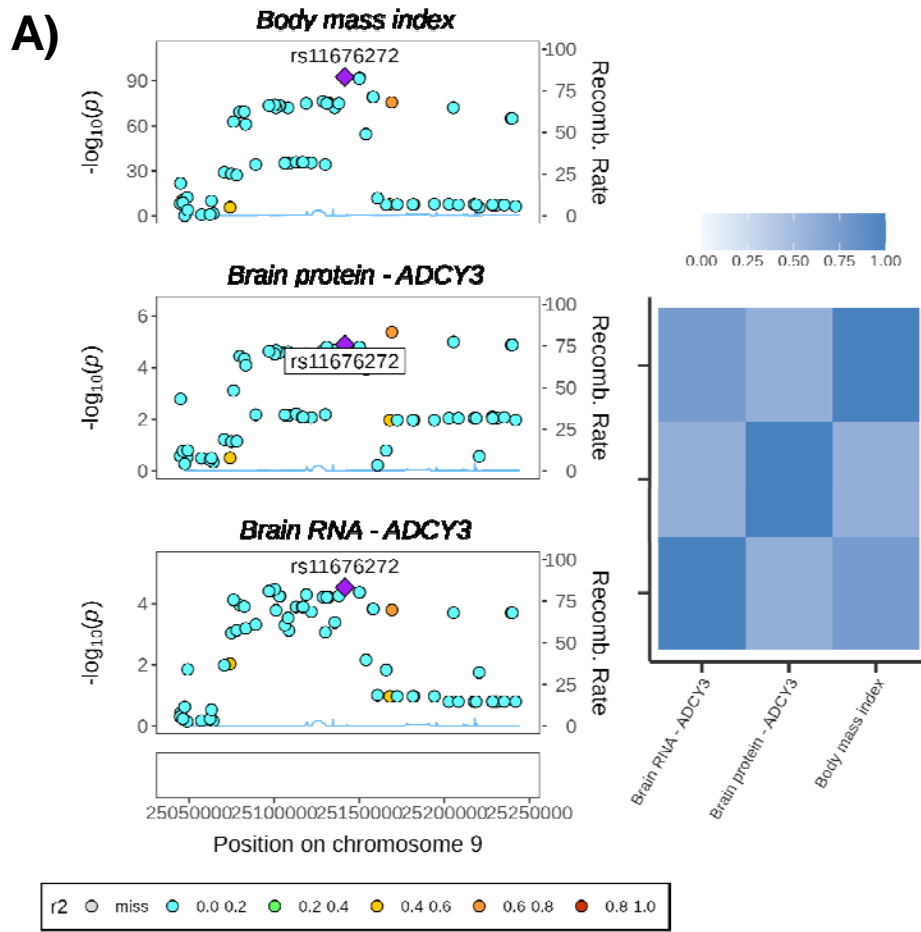 A)
Body mass index
rs11676272
-log10(p)
90
60
30
0
100
75
50
25
0
Recomb. Rate
Brain protein - ADCY3
rs11676272
-log10(p)
6
4
2
0
100
75
50
25
0
Recomb. Rate
Brain RNA - ADCY3
rs11676272
-log10(p)
4
2
0
100
75
50
25
0
Recomb. Rate
25050000 25100000 25150000 25200000 25250000
Position on chromosome 9
0.00 0.25 0.50 0.75 1.00
Brain RNA - ADCY3
Brain protein - ADCY3
Body mass index
r2 miss 0.0 0.2 0.2 0.4 0.4 0.6 0.6 0.8 0.8 1.0